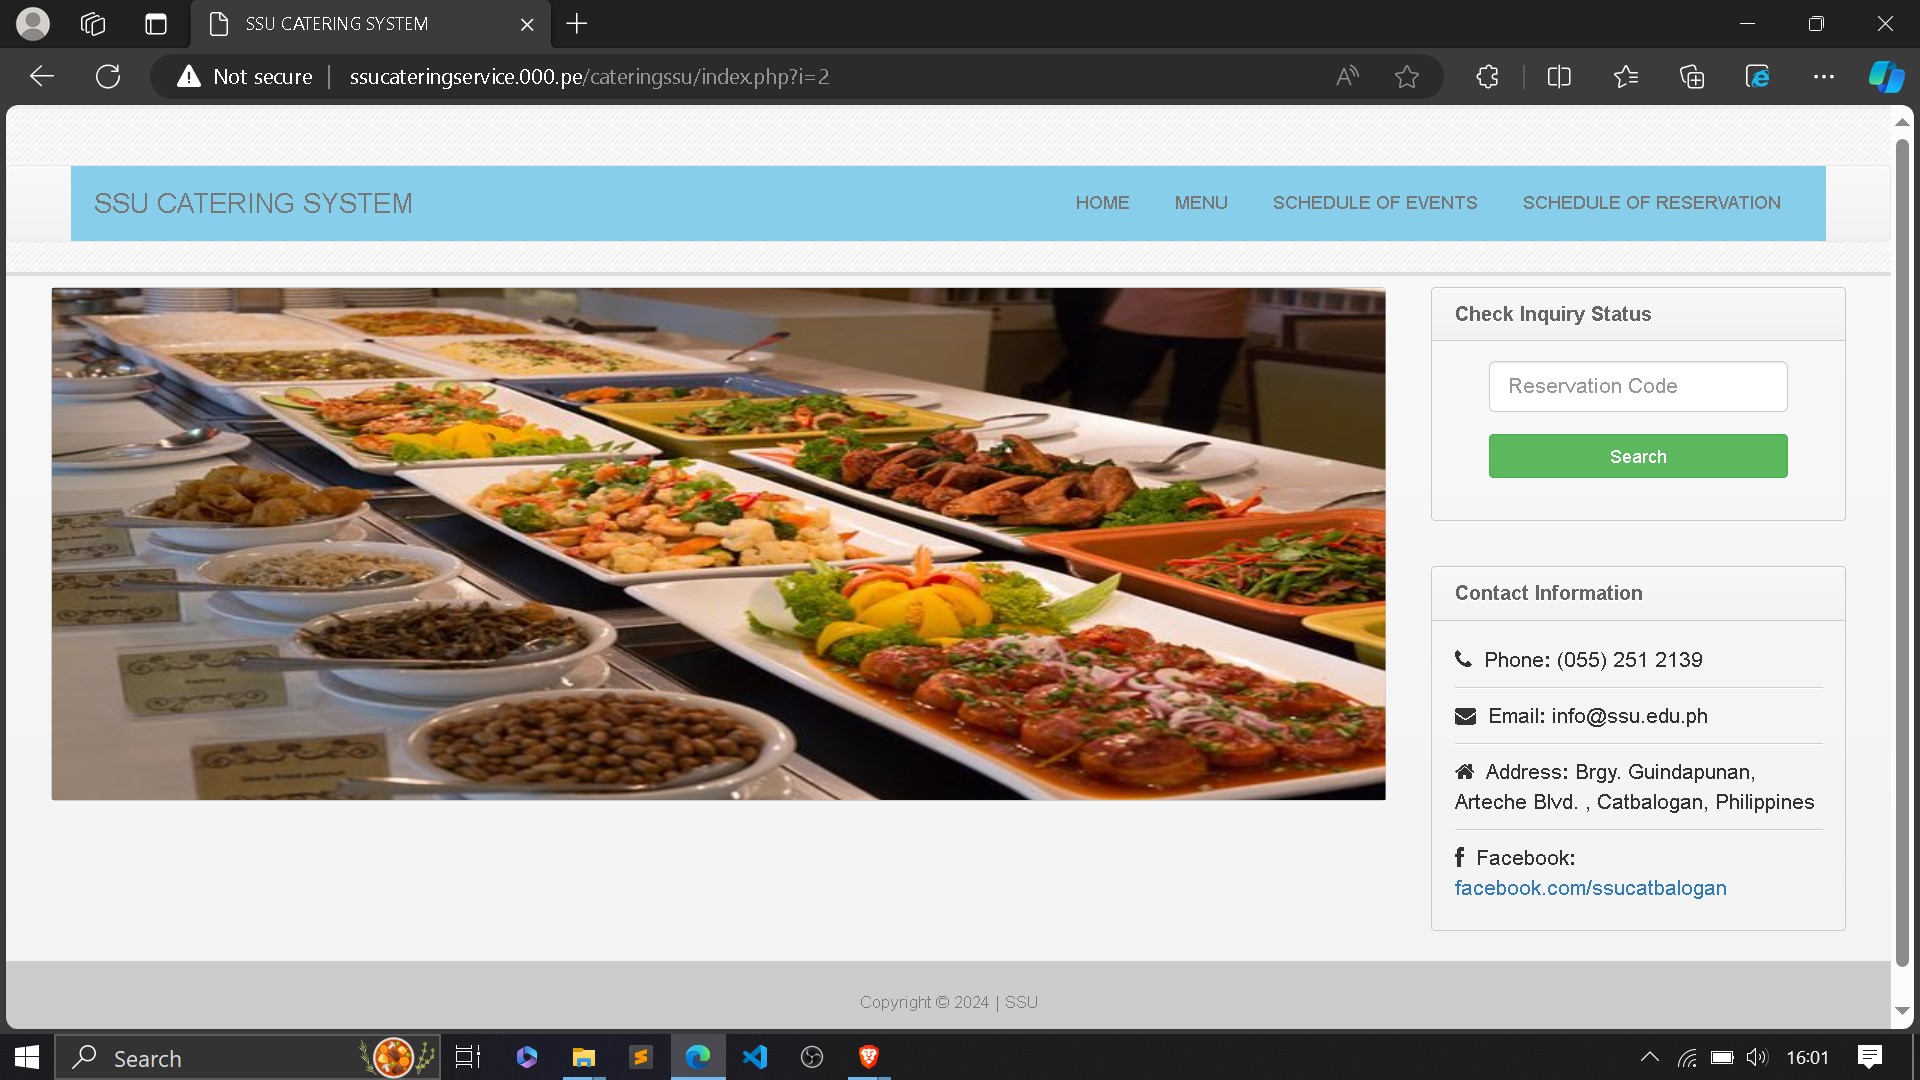 SSU CATERING SYSTEM
Not secure
ssucateringservice.000.pe/cateringssu/index.php?i=2
SSU CATERING SYSTEM
HOME
MENU
SCHEDULE OF EVENTS
SCHEDULE OF RESERVATION
Check Inquiry Status
Reservation Code
Search
Contact Information
Phone: (055) 251 2139
Email: info@ssu.edu.ph
Address: Brgy. Guindapunan,
Arteche Blvd. , Catbalogan, Philippines
Facebook:
facebook.com/ssucatbalogan
Copyright © 2024 | SSU
Search
16:01